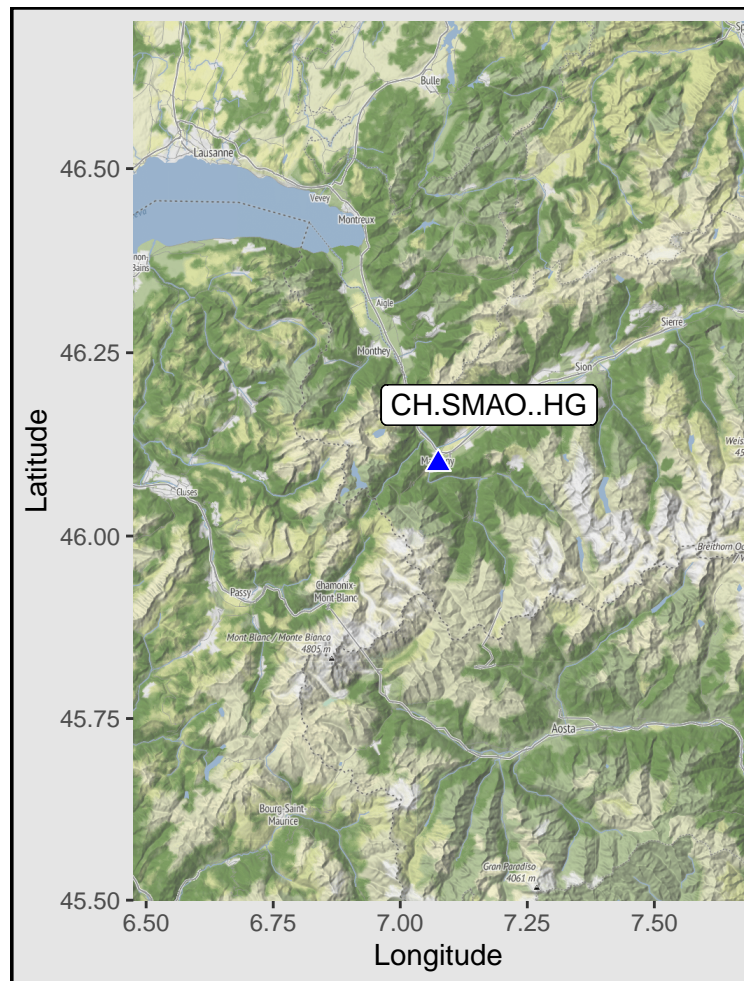 Bulle
46.50
Lausanne
Vevey
Montreux
Aigle
Sierre
46.25
Monthey
Sion
CH.SMAO..HG
Latitude
Cluses
46.00
Breithorn
Chamonix-
Mont-Blanc
Passy
Mont Blanc / Monte Bianco
4805 m
45.75
Aosta
Bourg-Saint-
Maurice
Gran Paradiso
4061 m
45.50
6.50 6.75 7.00 7.25 7.50
Longitude